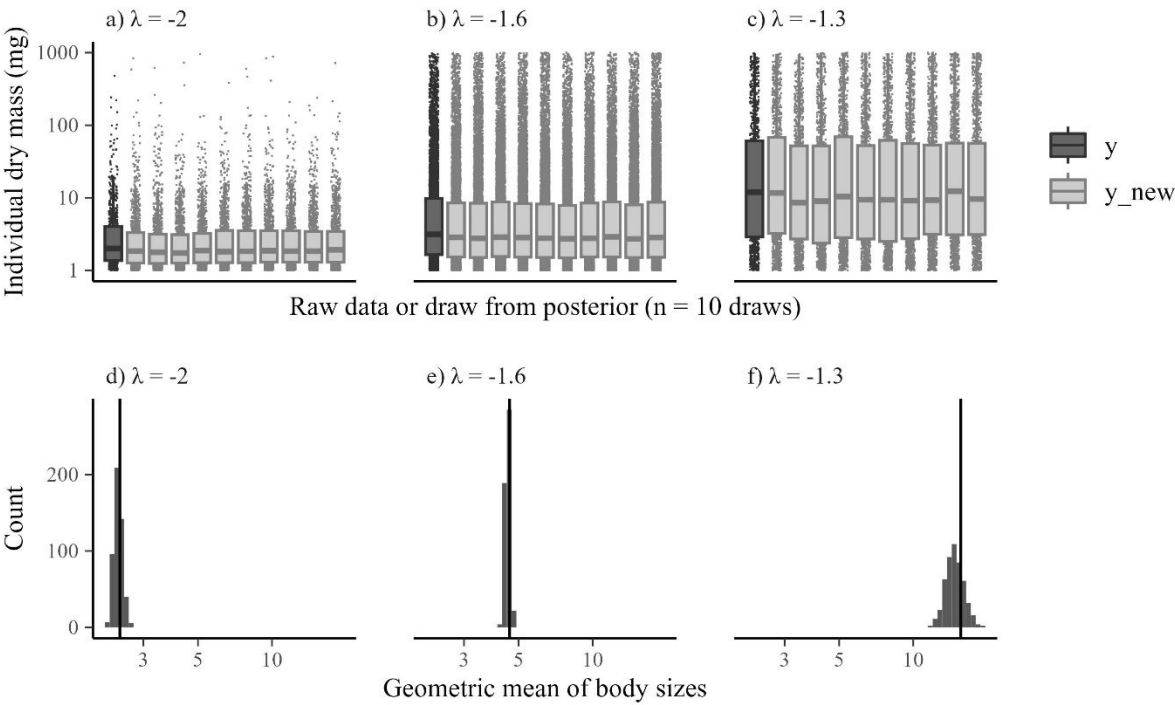 a) λ = -2
b) λ = -1.6
c) λ = -1.3
Individual dry mass (mg)
1000
100
10
1
y
y_new
Raw data or draw from posterior (n = 10 draws)
d) λ = -2
e) λ = -1.6
f) λ = -1.3
Count
200
100
0
3 5 10
3 5 10
3 5 10
Geometric mean of body sizes